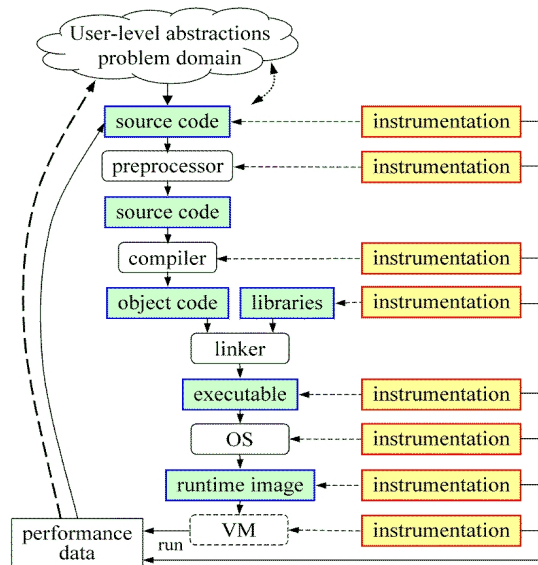 User-level abstractions
problem domain
source code
instrumentation
preprocessor
instrumentation
source code
compiler
instrumentation
object code
libraries
instrumentation
linker
executable
instrumentation
OS
instrumentation
runtime image
instrumentation
performance
data
run
VM
instrumentation